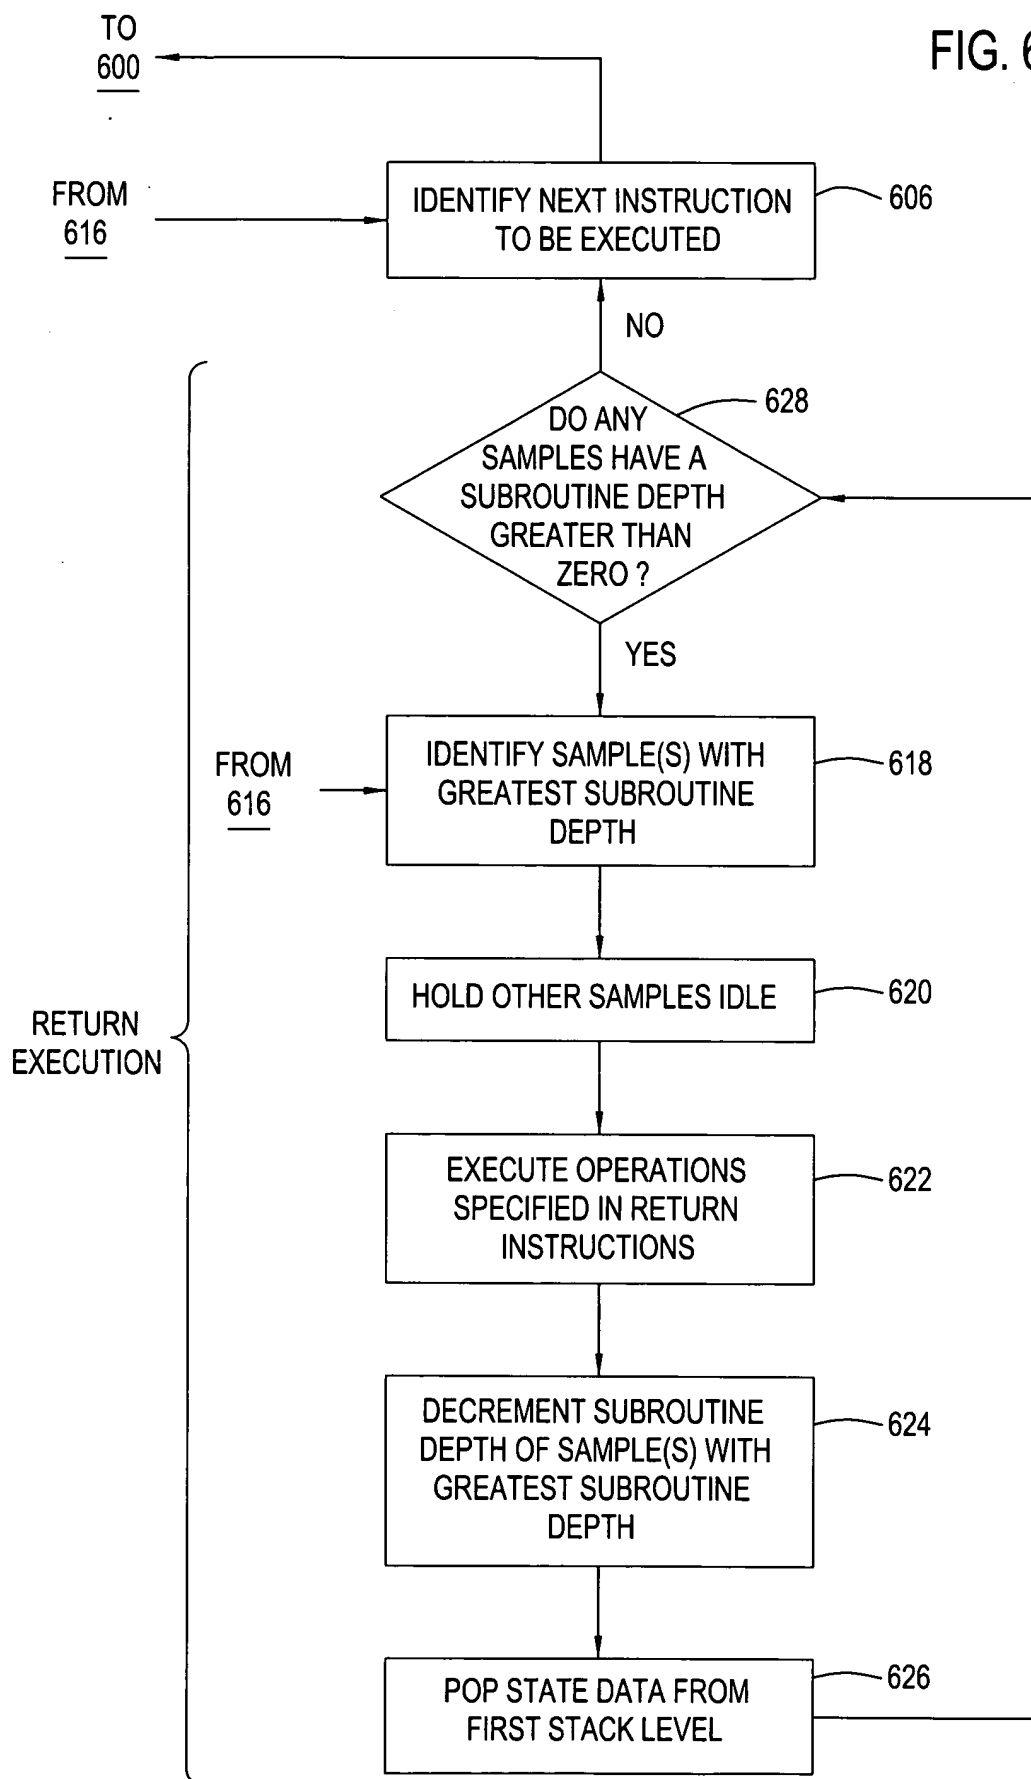 TO
600
FIG. 6
FROM
616
IDENTIFY NEXT INSTRUCTION
TO BE EXECUTED
606
NO
628
DO ANY
SAMPLES HAVE A
SUBROUTINE DEPTH
GREATER THAN
ZERO ?
YES
FROM
616
IDENTIFY SAMPLE(S) WITH
GREATEST SUBROUTINE
DEPTH
618
HOLD OTHER SAMPLES IDLE
620
RETURN
EXECUTION
EXECUTE OPERATIONS
SPECIFIED IN RETURN
INSTRUCTIONS
622
DECREMENT SUBROUTINE
DEPTH OF SAMPLE(S) WITH
GREATEST SUBROUTINE
DEPTH
624
POP STATE DATA FROM
FIRST STACK LEVEL
626